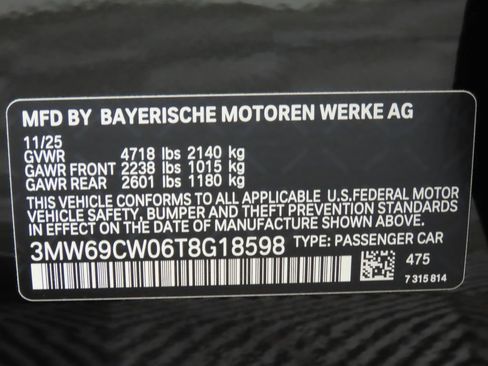 MFD BY BAYERISCHE MOTOREN WERKE AG
11/25
GVWR 4718 lbs 2140 kg
GAWR FRONT 2238 lbs 1015 kg
GAWR REAR 2601 lbs 1180 kg
THIS VEHICLE CONFORMS TO ALL APPLICABLE U.S.FEDERAL MOTOR
VEHICLE SAFETY, BUMPER AND THEFT PREVENTION STANDARDS
IN EFFECT ON THE DATE OF MANUFACTURE SHOWN ABOVE.
3MW69CW06T8G18598 TYPE: PASSENGER CAR
475
7 315 814